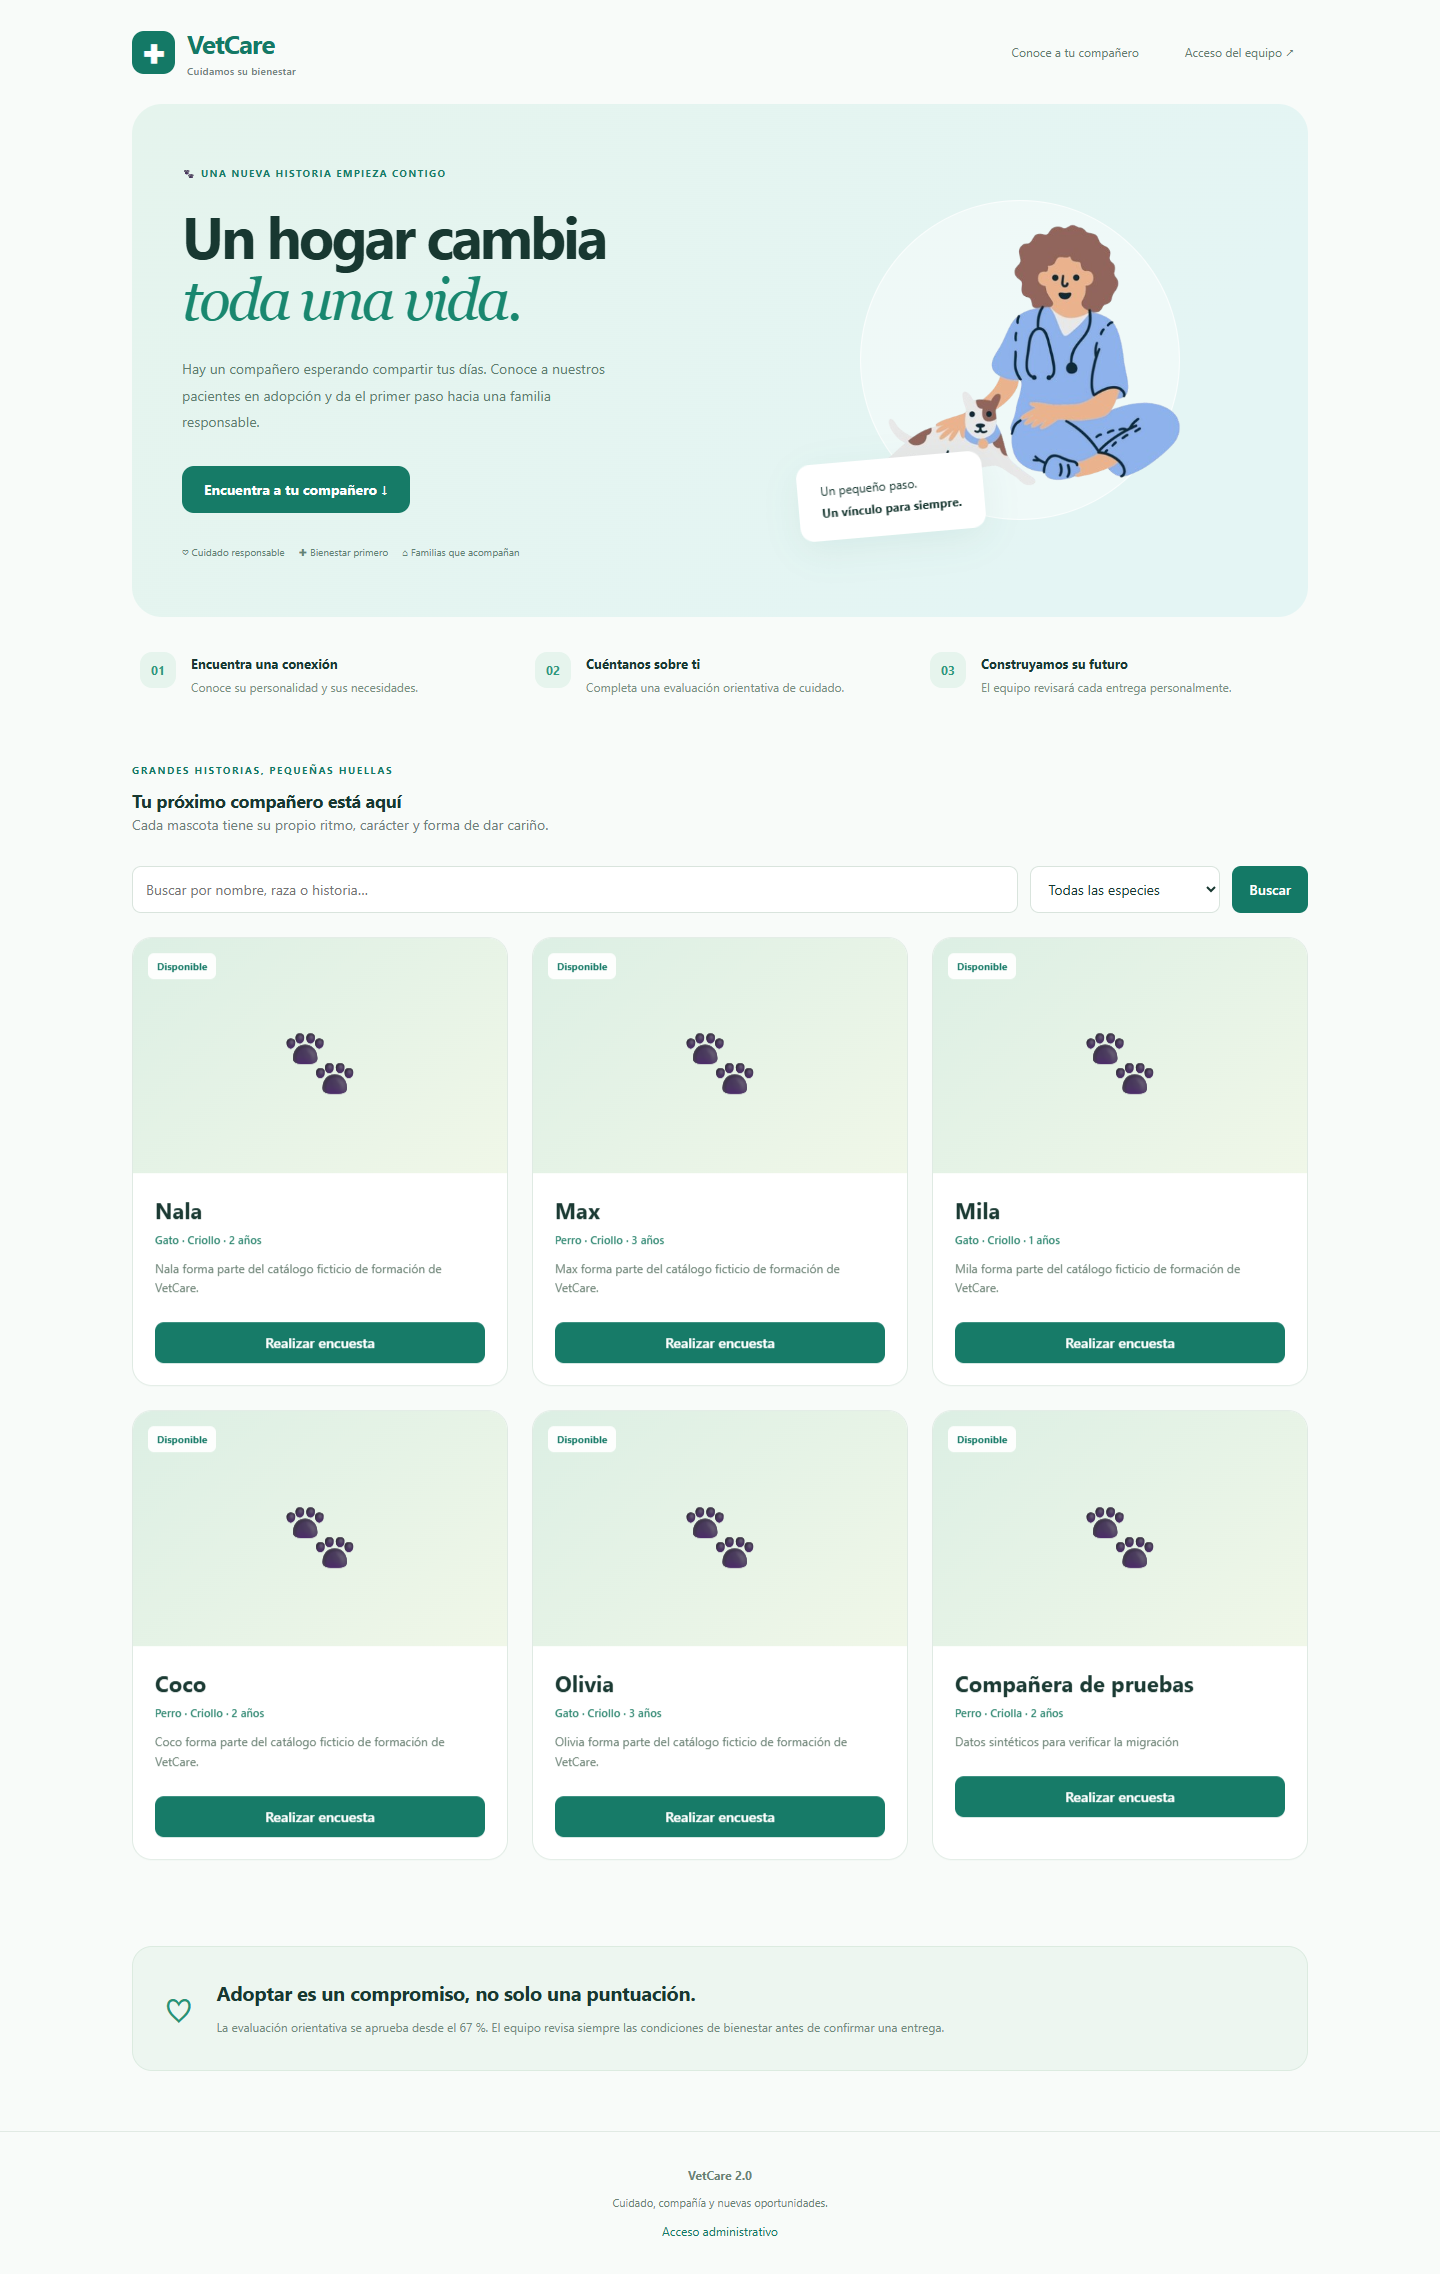 VetCare
Cuidamos su bienestar
Conoce a tu compañero
Acceso del equipo ↗
🐾 UNA NUEVA HISTORIA EMPIEZA CONTIGO
Un hogar cambia
toda una vida.
Hay un compañero esperando compartir tus días. Conoce a nuestros
pacientes en adopción y da el primer paso hacia una familia
responsable.
Encuentra a tu compañero ↓
♡ Cuidado responsable ✚ Bienestar primero ⌂ Familias que acompañan
Un pequeño paso.
Un vínculo para siempre.
01
Encuentra una conexión
Conoce su personalidad y sus necesidades.
02
Cuéntanos sobre ti
Completa una evaluación orientativa de cuidado.
03
Construyamos su futuro
El equipo revisará cada entrega personalmente.
GRANDES HISTORIAS, PEQUEÑAS HUELLAS
Tu próximo compañero está aquí
Cada mascota tiene su propio ritmo, carácter y forma de dar cariño.
Buscar por nombre, raza o historia...
Todas las especies
Buscar
Disponible
Nala
Gato · Criollo · 2 años
Nala forma parte del catálogo ficticio de formación de
VetCare.
Realizar encuesta
Disponible
Max
Perro · Criollo · 3 años
Max forma parte del catálogo ficticio de formación de
VetCare.
Realizar encuesta
Disponible
Mila
Gato · Criollo · 1 años
Mila forma parte del catálogo ficticio de formación de
VetCare.
Realizar encuesta
Disponible
Coco
Perro · Criollo · 2 años
Coco forma parte del catálogo ficticio de formación de
VetCare.
Realizar encuesta
Disponible
Olivia
Gato · Criollo · 3 años
Olivia forma parte del catálogo ficticio de formación de
VetCare.
Realizar encuesta
Disponible
Compañera de pruebas
Perro · Criolla · 2 años
Datos sintéticos para verificar la migración
Realizar encuesta
Adoptar es un compromiso, no solo una puntuación.
La evaluación orientativa se aprueba desde el 67 %. El equipo revisa siempre las condiciones de bienestar antes de confirmar una entrega.
VetCare 2.0
Cuidado, compañía y nuevas oportunidades.
Acceso administrativo